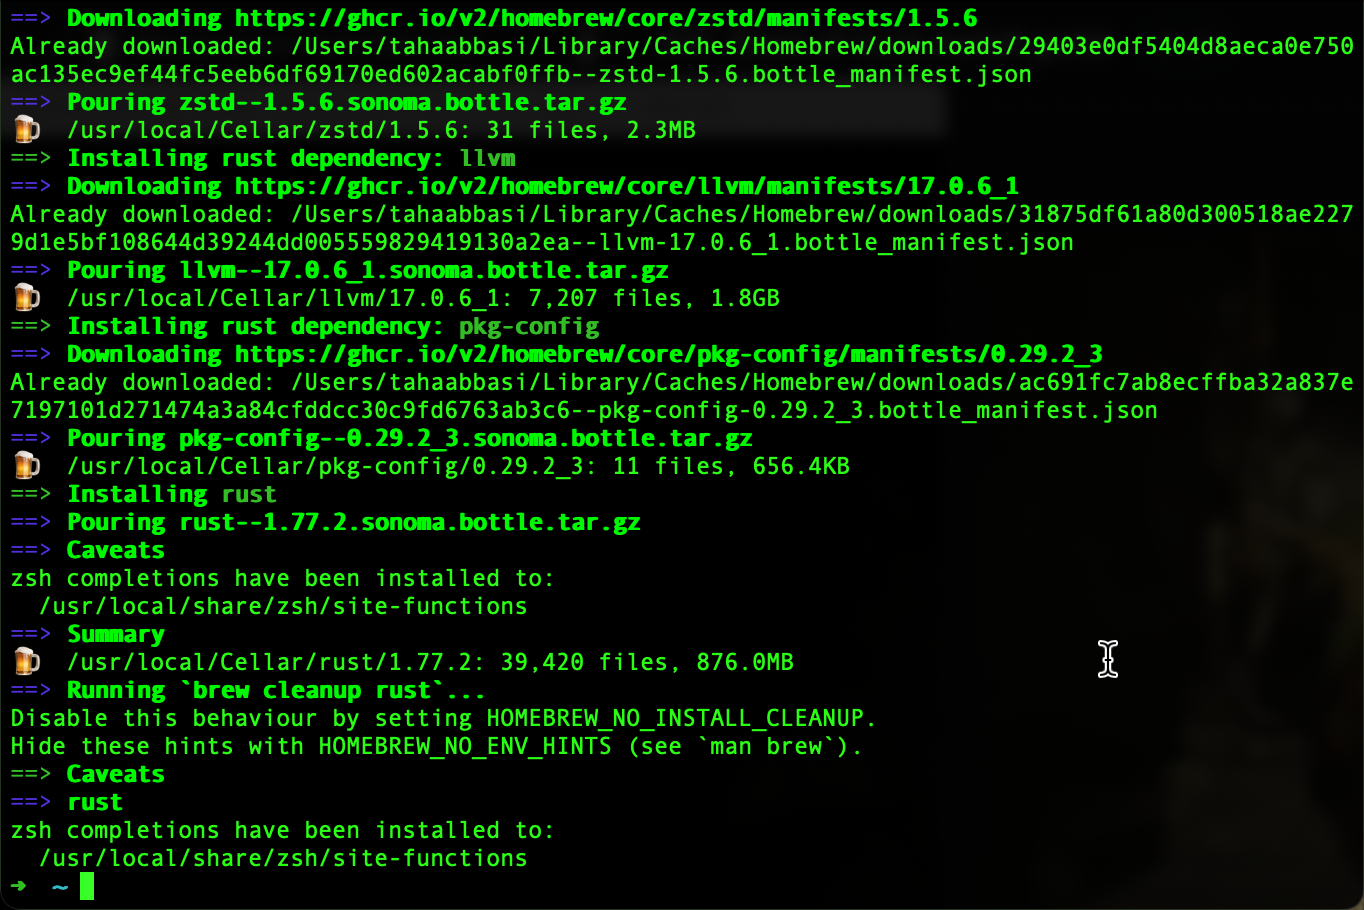 ==> Downloading https://ghcr.io/v2/homebrew/core/zstd/manifests/1.5.6
Already downloaded: /Users/tahaabbasi/Library/Caches/Homebrew/downloads/29403e0df5404d8aeca0e750
ac135ec9ef44fc5eeb6df69170ed602acabf0ffb--zstd-1.5.6.bottle_manifest.json
==> Pouring zstd--1.5.6.sonoma.bottle.tar.gz
🍺  /usr/local/Cellar/zstd/1.5.6: 31 files, 2.3MB
==> Installing rust dependency: llvm
==> Downloading https://ghcr.io/v2/homebrew/core/llvm/manifests/17.0.6_1
Already downloaded: /Users/tahaabbasi/Library/Caches/Homebrew/downloads/31875df61a80d300518ae227
9d1e5bf108644d39244dd005559829419130a2ea--llvm-17.0.6_1.bottle_manifest.json
==> Pouring llvm--17.0.6_1.sonoma.bottle.tar.gz
🍺  /usr/local/Cellar/llvm/17.0.6_1: 7,207 files, 1.8GB
==> Installing rust dependency: pkg-config
==> Downloading https://ghcr.io/v2/homebrew/core/pkg-config/manifests/0.29.2_3
Already downloaded: /Users/tahaabbasi/Library/Caches/Homebrew/downloads/ac691fc7ab8ecffba32a837e
7197101d271474a3a84cfddcc30c9fd6763ab3c6--pkg-config-0.29.2_3.bottle_manifest.json
==> Pouring pkg-config--0.29.2_3.sonoma.bottle.tar.gz
🍺  /usr/local/Cellar/pkg-config/0.29.2_3: 11 files, 656.4KB
==> Installing rust
==> Pouring rust--1.77.2.sonoma.bottle.tar.gz
==> Caveats
zsh completions have been installed to:
  /usr/local/share/zsh/site-functions
==> Summary
🍺  /usr/local/Cellar/rust/1.77.2: 39,420 files, 876.0MB
==> Running `brew cleanup rust`...
Disable this behaviour by setting HOMEBREW_NO_INSTALL_CLEANUP.
Hide these hints with HOMEBREW_NO_ENV_HINTS (see `man brew`).
==> Caveats
==> rust
zsh completions have been installed to:
  /usr/local/share/zsh/site-functions
➜  ~